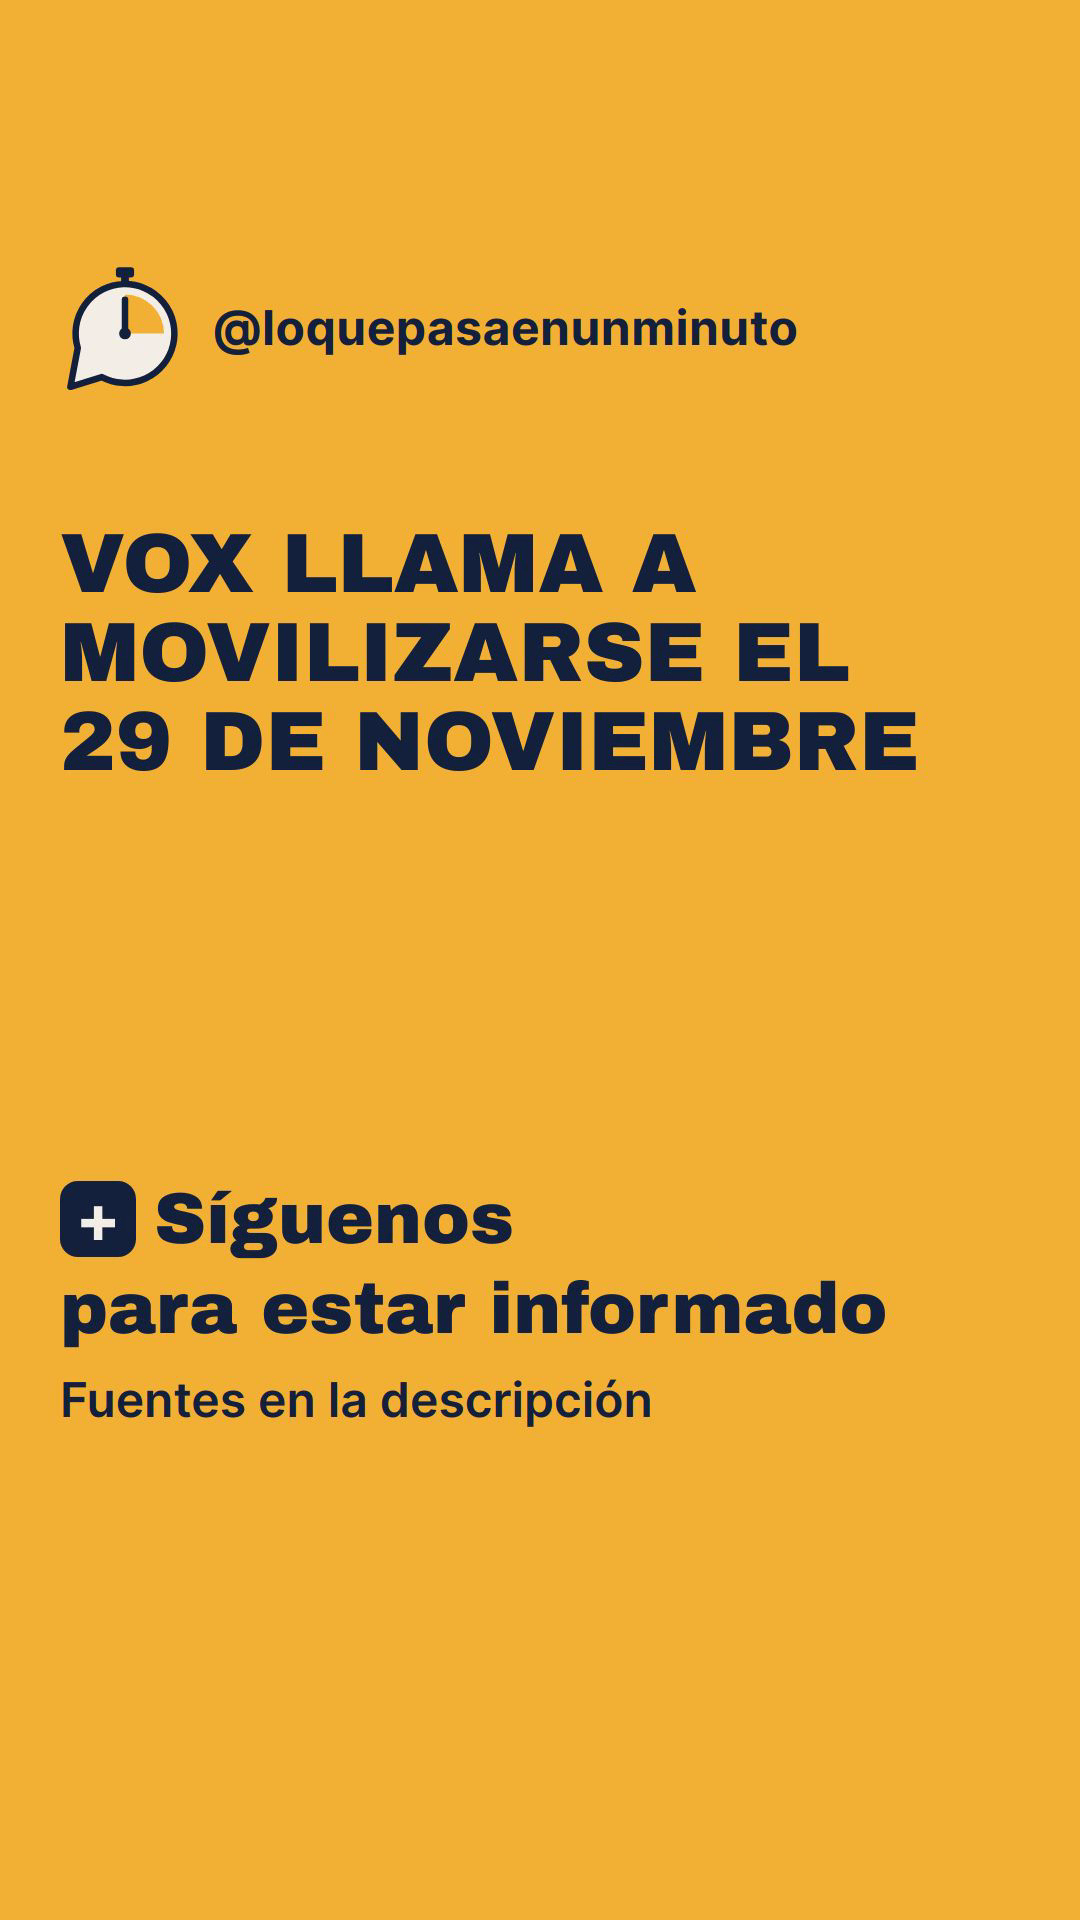 @loquepasaenunminuto
VOX LLAMA A
MOVILIZARSE EL
29 DE NOVIEMBRE
+ Síguenos
para estar informado
Fuentes en la descripción